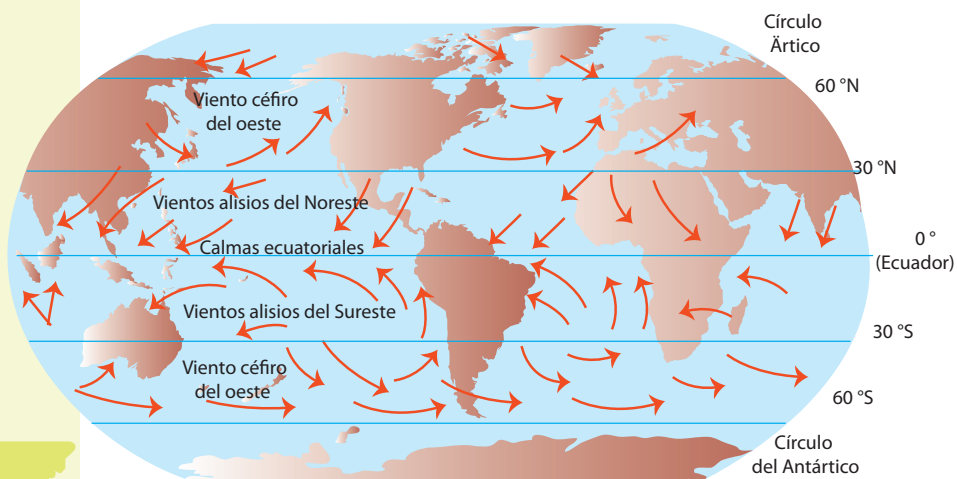 Círculo
Ärtico
60 °N
Viento céfiro
del oeste
30 °N
Vientos alisios del Noreste
0 °
Calmas ecuatoriales
(Ecuador)
Vientos alisios del Sureste
30 °S
Viento céfiro
del oeste
60 °S
Círculo
del Antártico